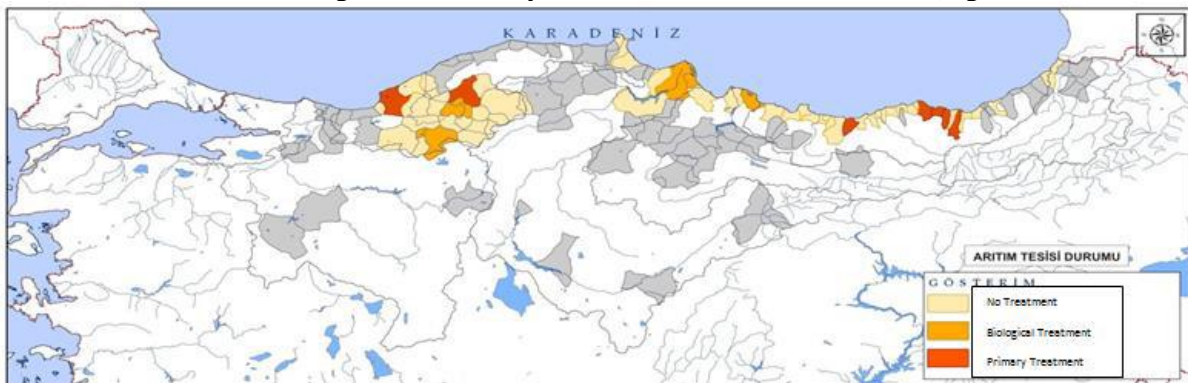 KARADENİZ
ARITIM TESİSİ DURUMU
GÖSTERİM
No Treatment
Biological Treatment
Primary Treatment